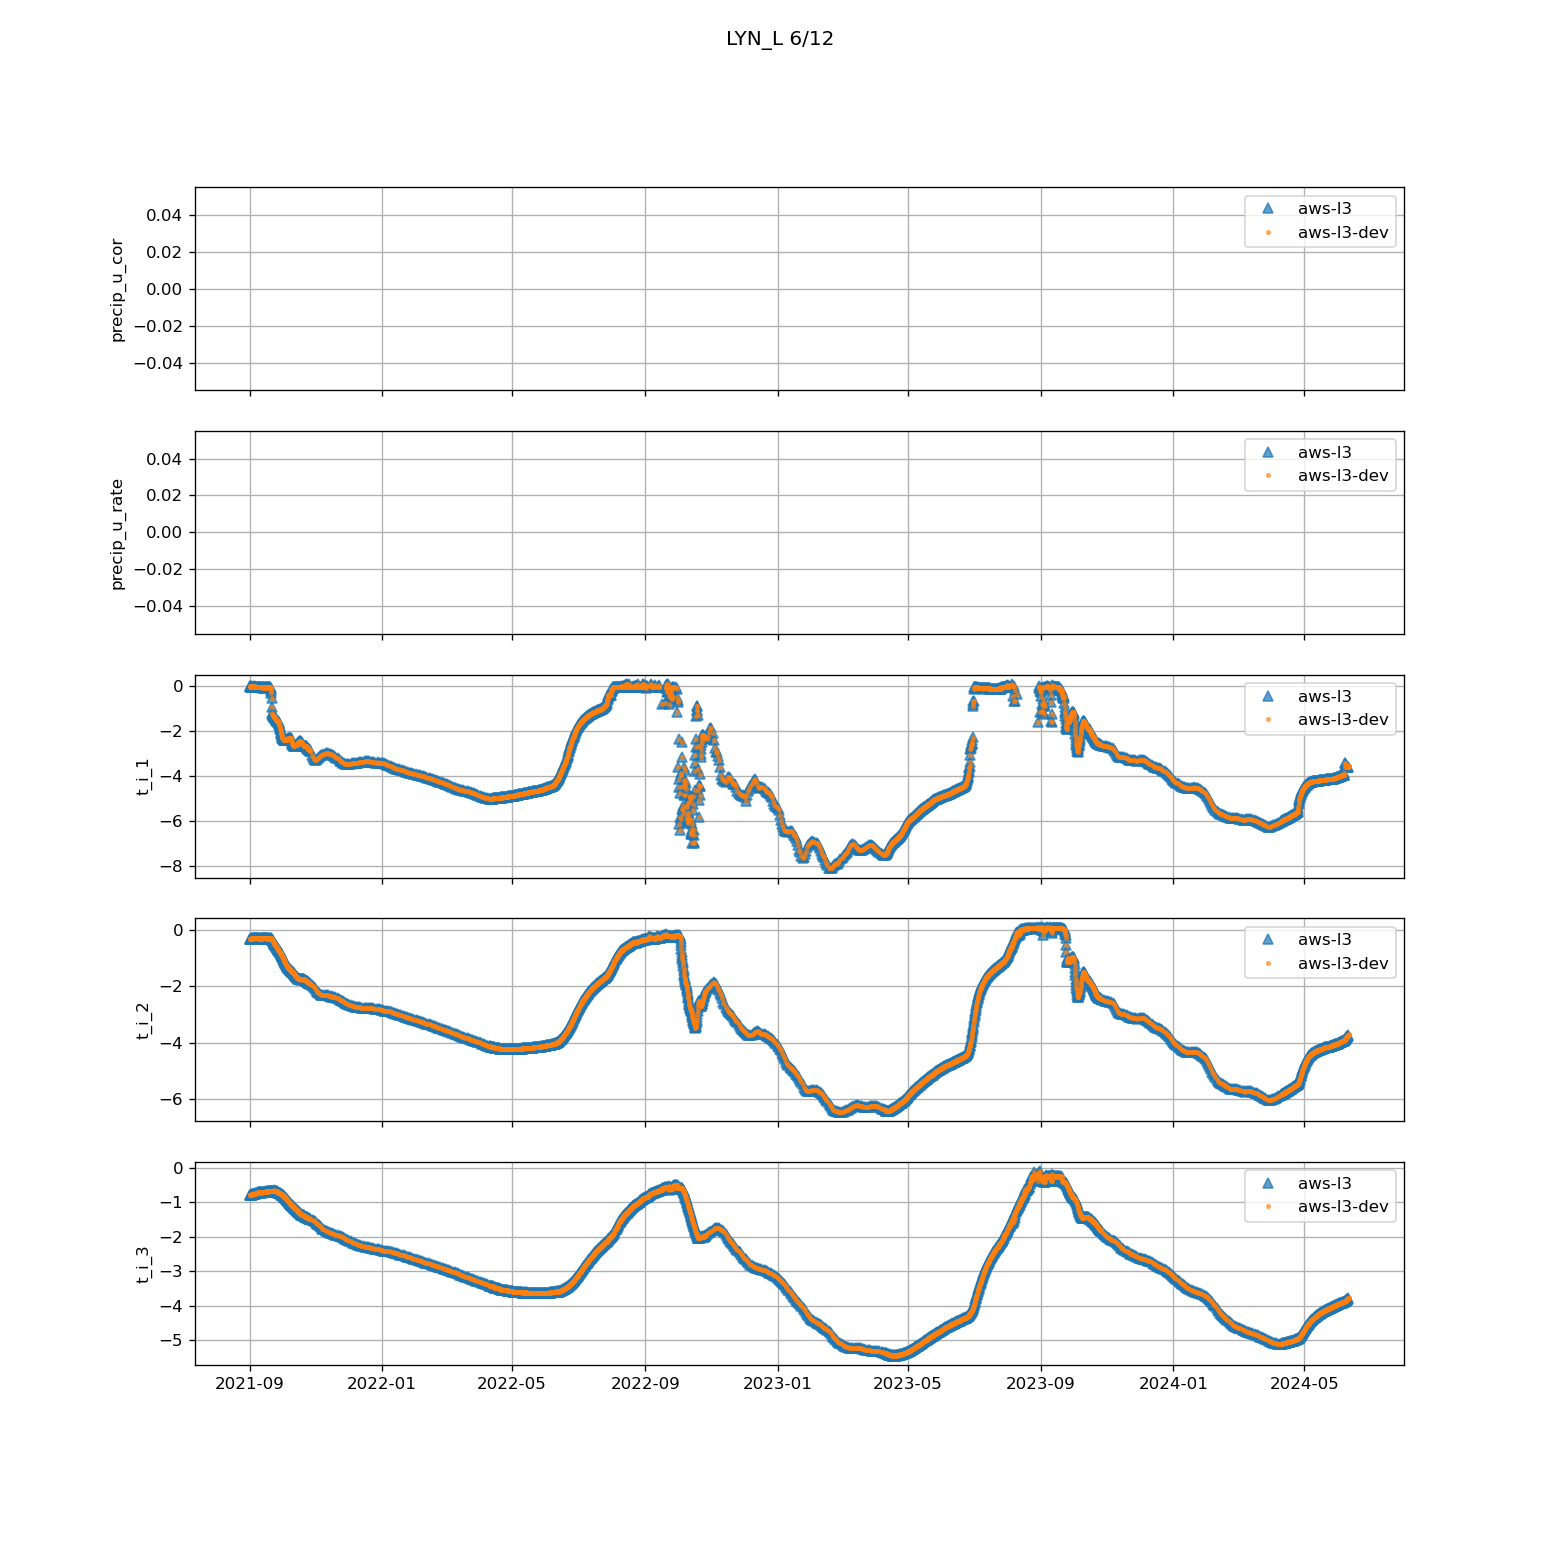 LYN_L 6/12
precip_u_cor
0.04
0.02
0.00
−0.02
−0.04
aws-l3
aws-l3-dev
precip_u_rate
0.04
0.02
0.00
−0.02
−0.04
aws-l3
aws-l3-dev
t_i_1
0
−2
−4
−6
−8
aws-l3
aws-l3-dev
t_i_2
0
−2
−4
−6
aws-l3
aws-l3-dev
t_i_3
0
−1
−2
−3
−4
−5
aws-l3
aws-l3-dev
2021-09 2022-01 2022-05 2022-09 2023-01 2023-05 2023-09 2024-01 2024-05